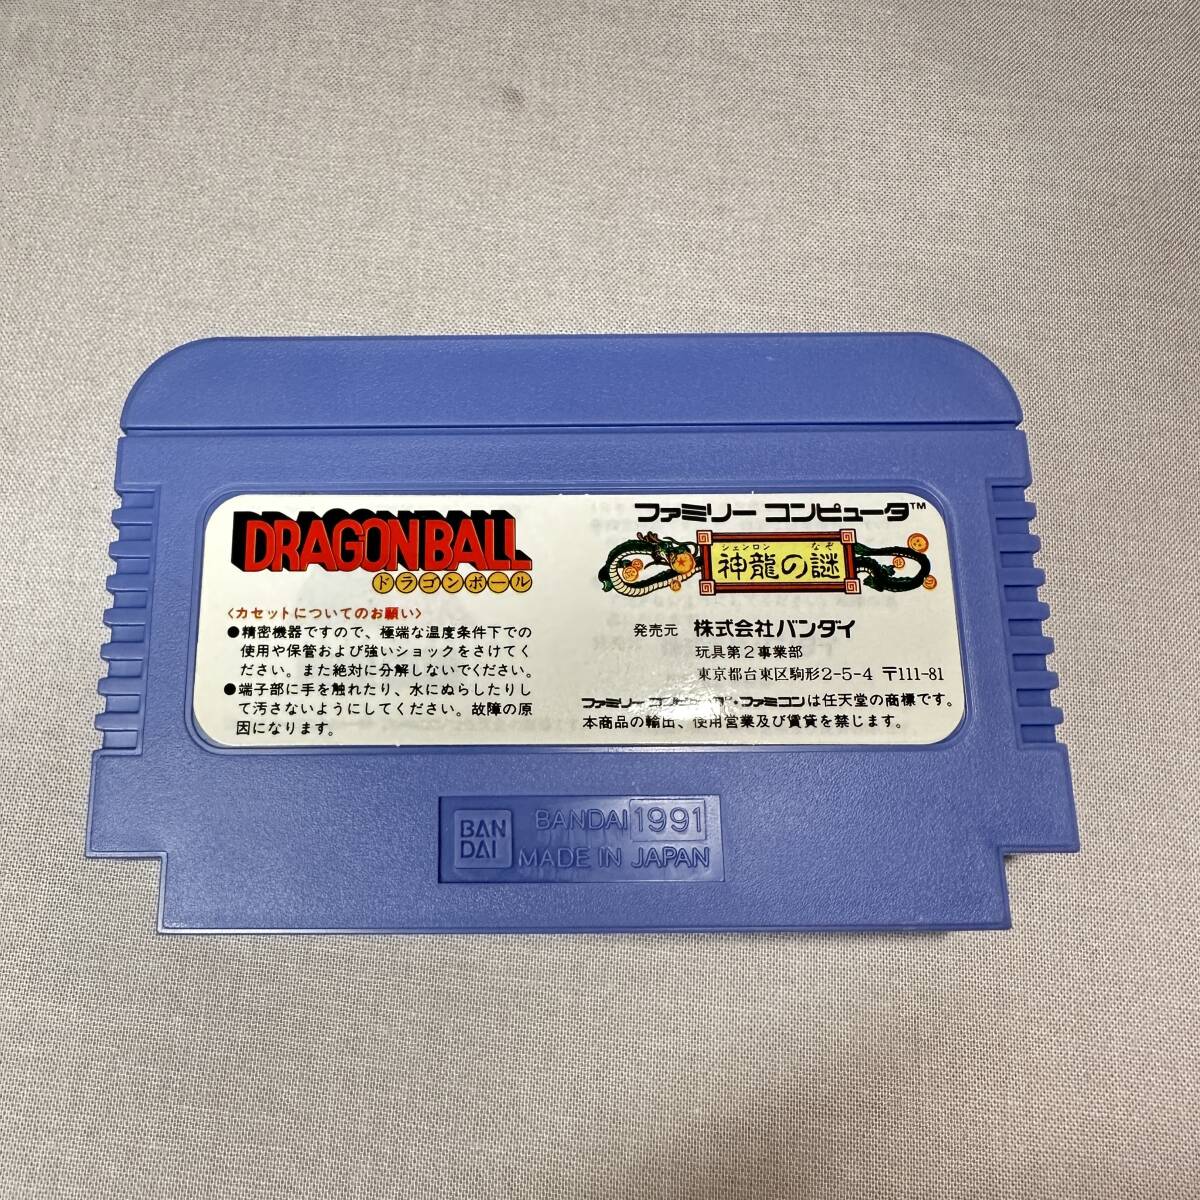 DRAGONBALL
ドラゴンボール
〈カセットについてのお願い〉
●精密機器ですので、極端な温度条件下での
使用や保管および強いショックをさけてく
ださい。また絶対に分解しないでください。
●端子部に手を触れたり、水にぬらしたりし
て汚さないようにしてください。故障の原
因になります。
ファミリー コンピュータ™
シェンロン なぞ
神龍の謎
発売元 株式会社バンダイ
玩具第2事業部
東京都台東区駒形2-5-4 〒111-81
ファミリー コンピュータ・ファミコンは任天堂の商標です。
本商品の輸出、使用営業及び賃貸を禁じます。
BAN
DAI
BANDAI 1991
MADE IN JAPAN